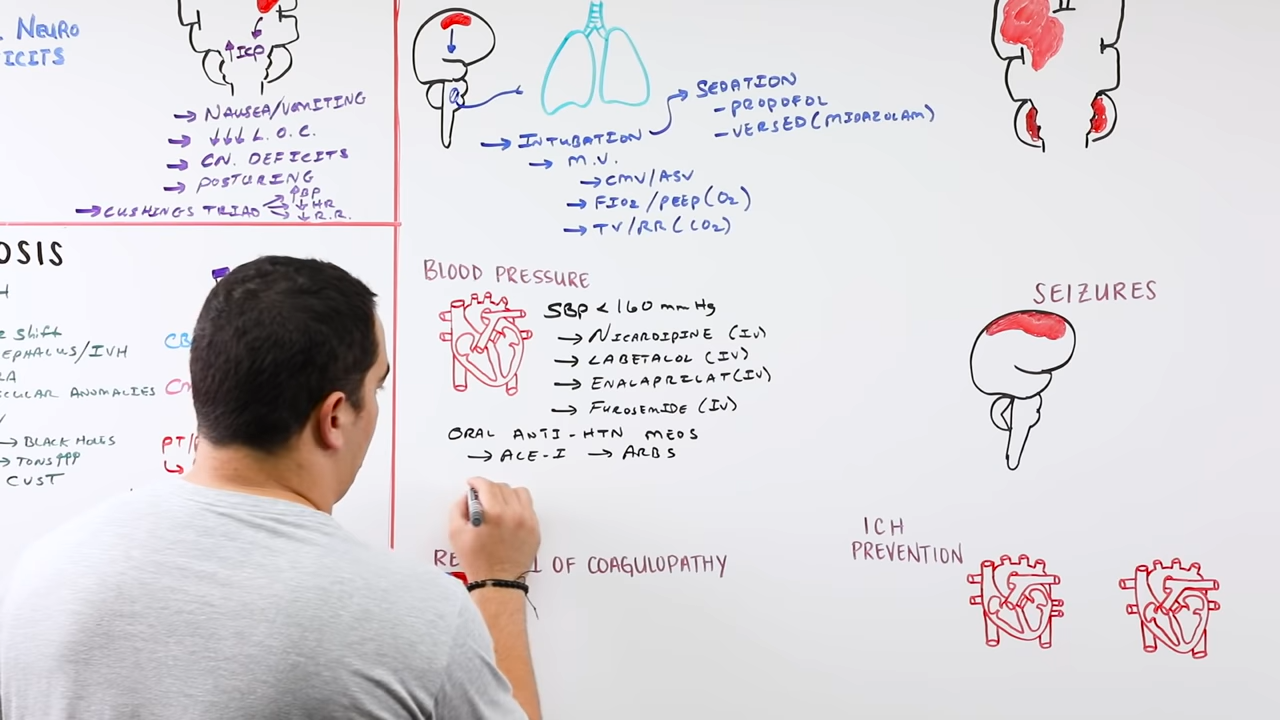 NEURO
ICITS
↑ICP
→ NAUSEA/VOMITING
→ ↓↓↓ L.O.C.
→ CN. DEFICITS
→ POSTURING
→ CUSHINGS TRIAD
↑BP
↓HR
↓R.R.
→ INTUBATION
→ M.V.
→ CMV/ASV
→ FIO2/PEEP(O2)
→ TV/RR(CO2)
SEDATION
- PROPOFOL
- VERSED(MIDAZOLAM)
OSIS
H
SHIFT
EPHALUS/IVH
RA
SCULAR ANOMALIES
→ BLACK HOLES
→ TONS↑↑↑
CUST
CB
PT/
BLOOD PRESSURE
SBP < 160 mmHg
→ NICARDIPINE (IV)
→ LABETALOL (IV)
→ ENALAPRILAT(IV)
→ FUROSEMIDE (IV)
ORAL ANTI-HTN MEDS
→ ACE-I → ARBS
RE
OF COAGULOPATHY
SEIZURES
ICH
PREVENTION